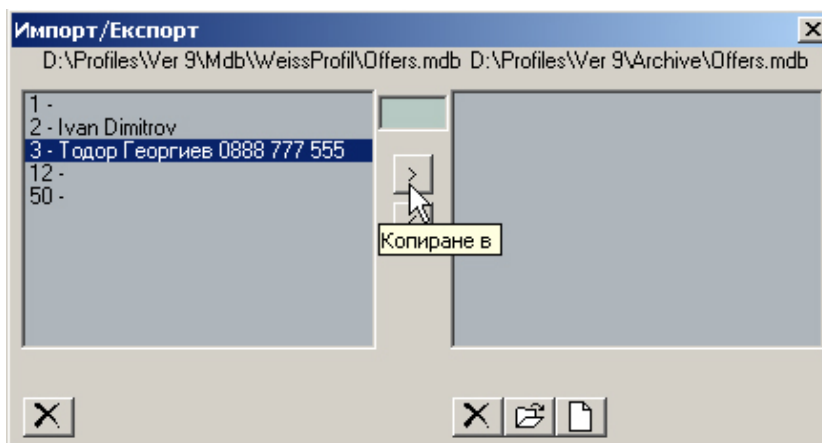 Импорт/Експорт
D:\Profiles\Ver 9\Mdb\WeissProfil\Offers.mdb D:\Profiles\Ver 9\Archive\Offers.mdb
1 -
2 - Ivan Dimitrov
3 - Тодор Георгиев 0888 777 555
12 -
50 -
>
Копиране в